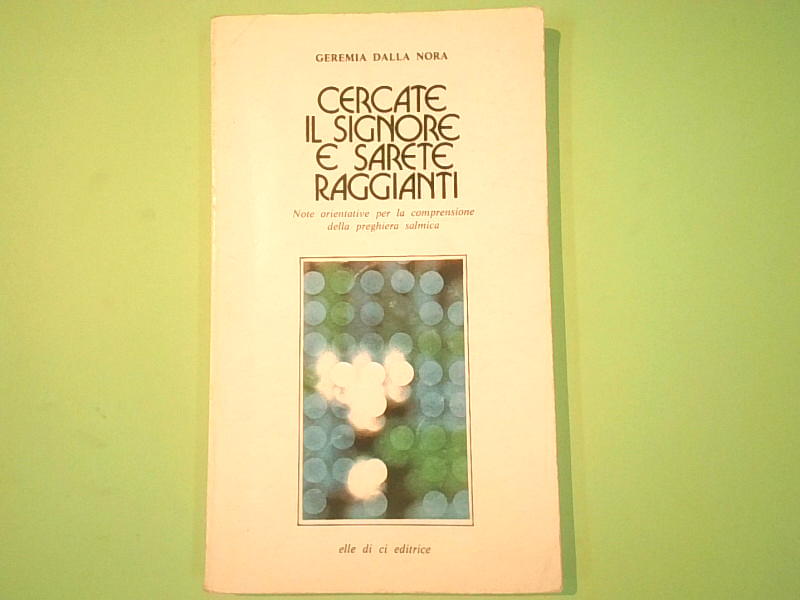 GEREMIA DALLA NORA
CERCATE
IL SIGNORE
E SARETE
RAGGIANTI
Note orientative per la comprensione
della preghiera salmica
elle di ci editrice